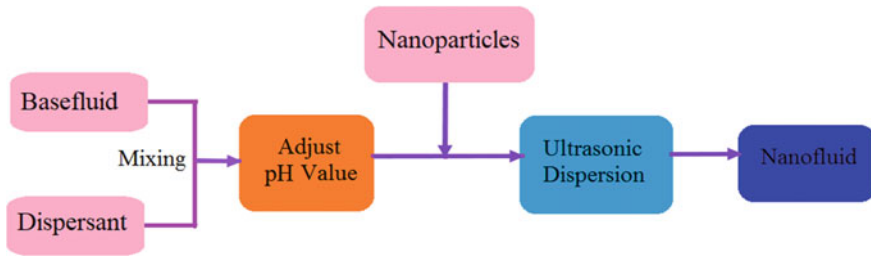 Nanoparticles
Basefluid
Mixing
Adjust
pH Value
Ultrasonic
Dispersion
Nanofluid
Dispersant